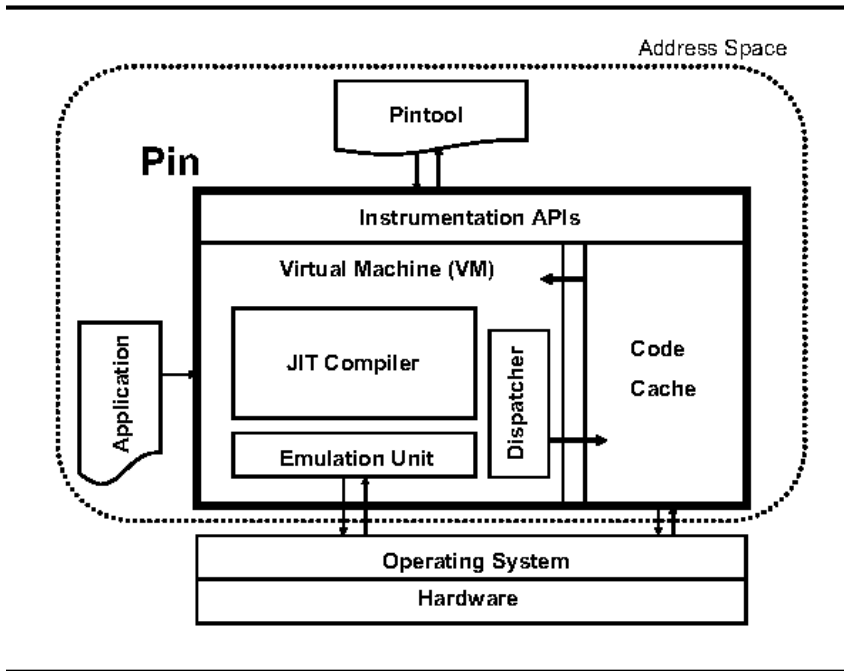 Address Space
Pintool
Pin
Instrumentation APIs
Virtual Machine (VM)
Application
JIT Compiler
Dispatcher
Code
Cache
Emulation Unit
Operating System
Hardware